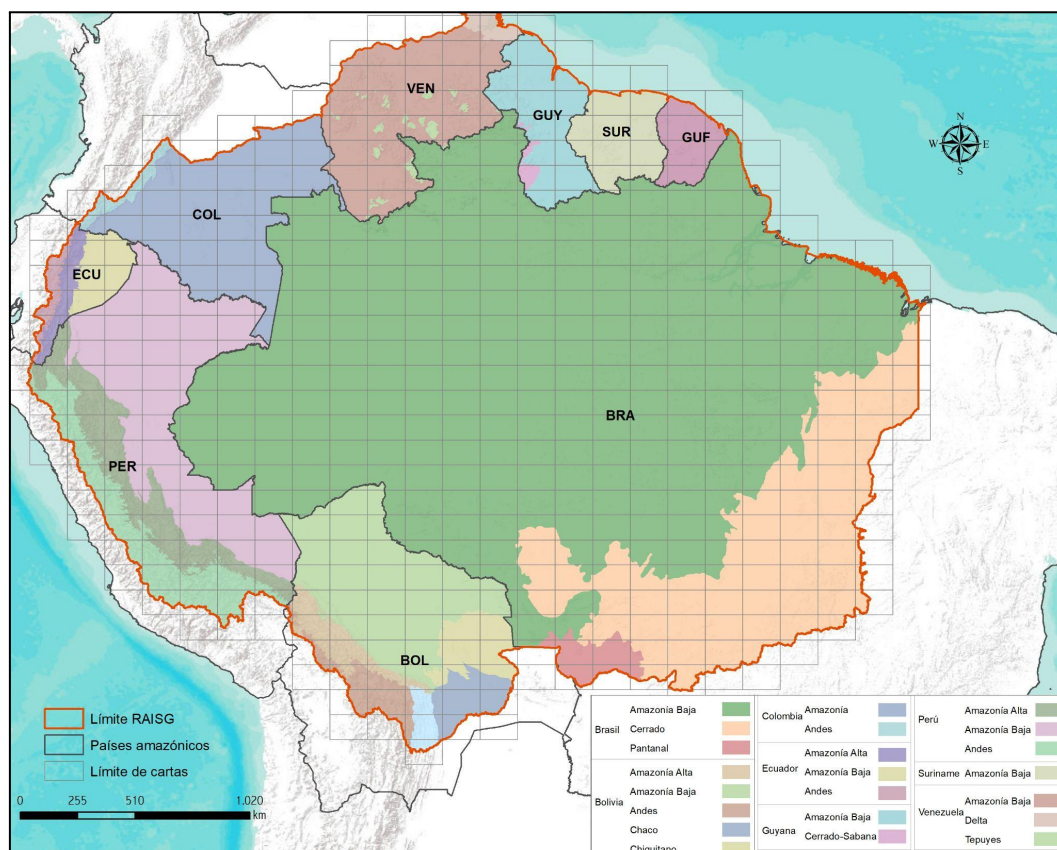 VEN
GUY
SUR
GUF
COL
ECU
BRA
PER
BOL
N
W E
S
Límite RAISG
Países amazónicos
Límite de cartas
0 255 510 1.020
km
Brasil
Amazonía Baja
Cerrado
Pantanal
Bolivia
Amazonía Alta
Amazonía Baja
Andes
Chaco
Chiquitano
Colombia
Amazonía
Andes
Ecuador
Amazonía Alta
Amazonía Baja
Andes
Guyana
Amazonía Baja
Cerrado-Sabana
Perú
Amazonía Alta
Amazonía Baja
Andes
Suriname
Amazonía Baja
Venezuela
Amazonía Baja
Delta
Tepuyes